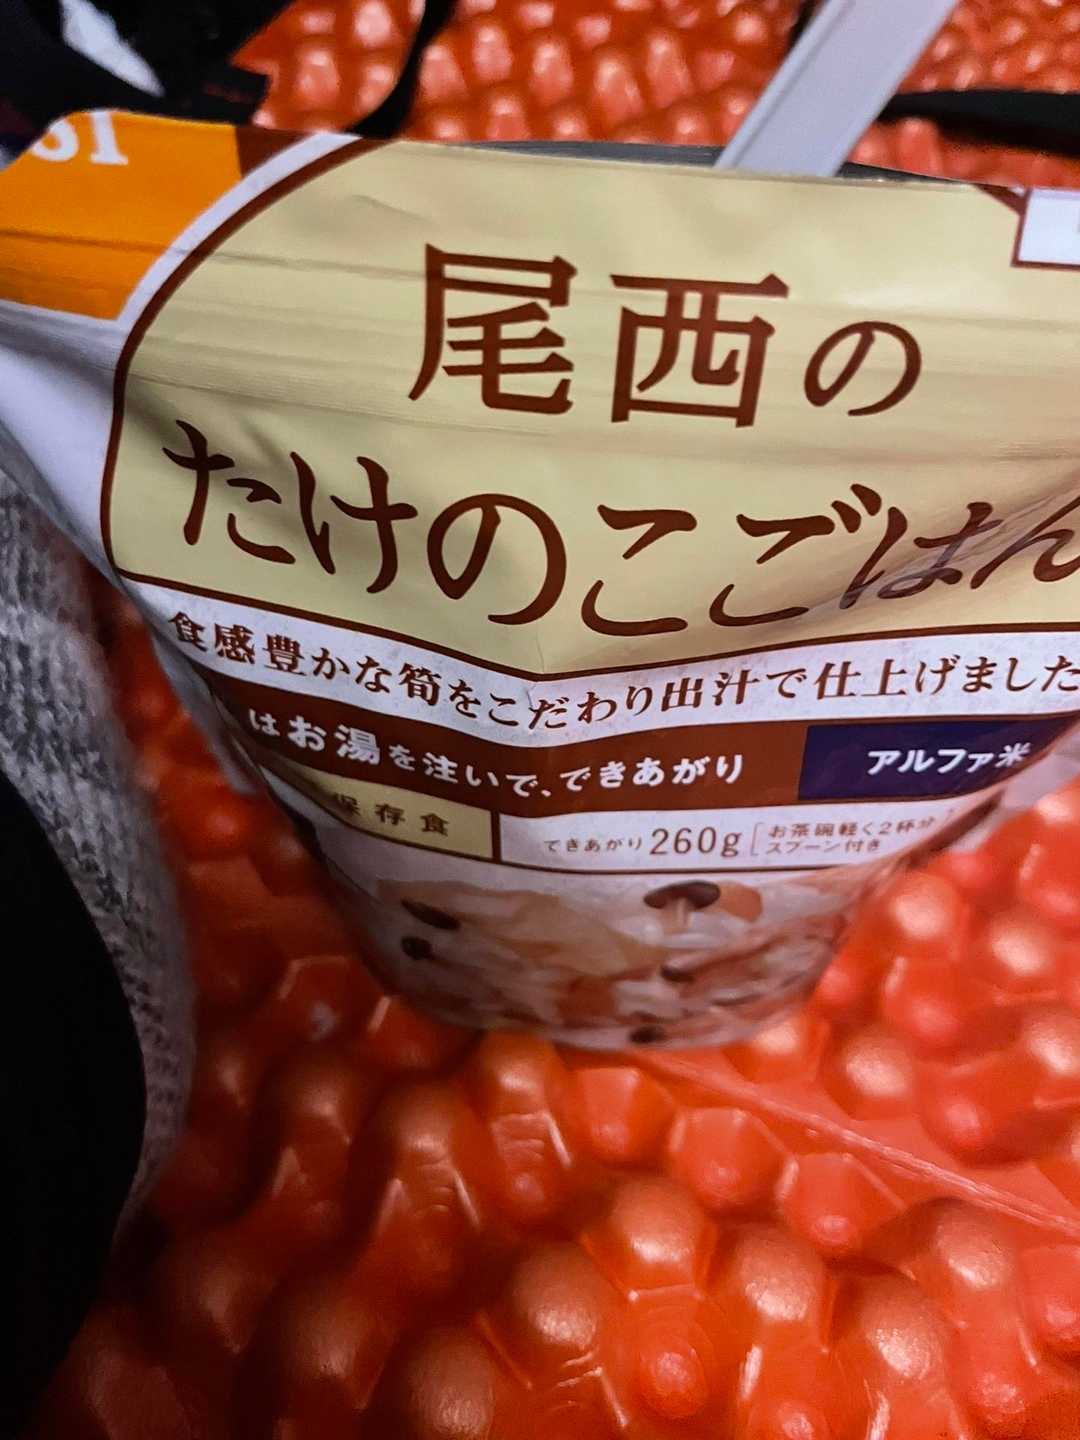 尾西の
たけのこごはん
食感豊かな筍をこだわり出汁で仕上げました
はお湯を注いで、できあがり
アルファ米
保存食
できあがり260g
お茶碗軽く2杯分
スプーン付き